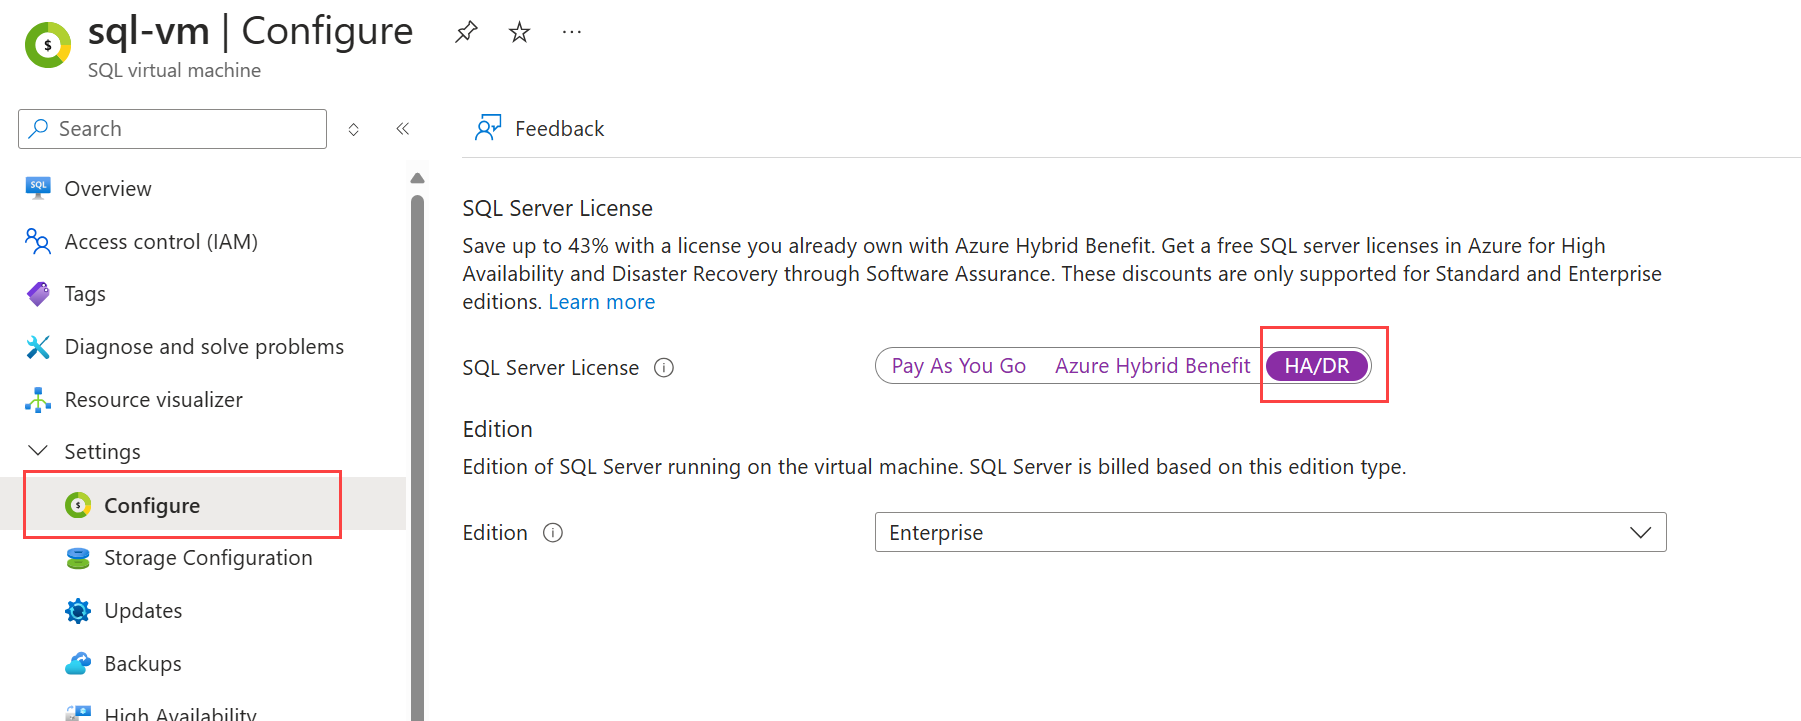 sql-vm | Configure
SQL virtual machine
Search
Feedback
SQL
Overview
Access control (IAM)
Tags
Diagnose and solve problems
Resource visualizer
Settings
Configure
Storage Configuration
Updates
Backups
High Availability
SQL Server License
Save up to 43% with a license you already own with Azure Hybrid Benefit. Get a free SQL server licenses in Azure for High
Availability and Disaster Recovery through Software Assurance. These discounts are only supported for Standard and Enterprise
editions. Learn more
SQL Server License
Pay As You Go Azure Hybrid Benefit HA/DR
Edition
Edition of SQL Server running on the virtual machine. SQL Server is billed based on this edition type.
Edition
Enterprise